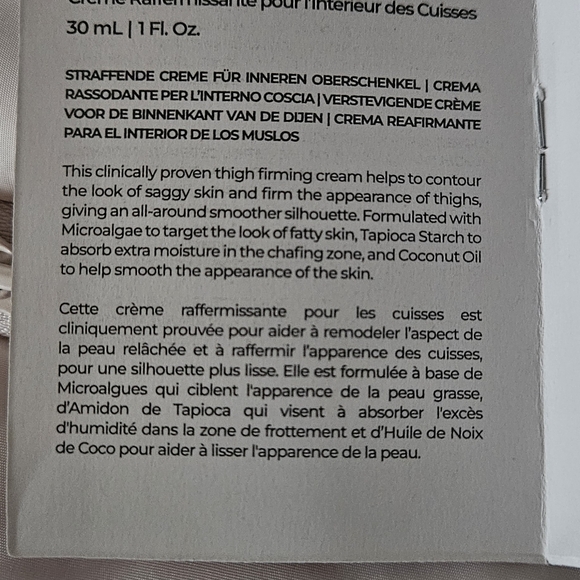 Crème Raffermissante pour l'Intérieur des Cuisses
30 mL | 1 Fl. Oz.
STRAFFENDE CREME FÜR INNEREN OBERSCHENKEL | CREMA
RASSODANTE PER L'INTERNO COSCIA | VERSTEVIGENDE CRÈME
VOOR DE BINNENKANT VAN DE DIJEN | CREMA REAFIRMANTE
PARA EL INTERIOR DE LOS MUSLOS
This clinically proven thigh firming cream helps to contour
the look of saggy skin and firm the appearance of thighs,
giving an all-around smoother silhouette. Formulated with
Microalgae to target the look of fatty skin, Tapioca Starch to
absorb extra moisture in the chafing zone, and Coconut Oil
to help smooth the appearance of the skin.
Cette crème raffermissante pour les cuisses est
cliniquement prouvée pour aider à remodeler l'aspect de
la peau relâchée et à raffermir l'apparence des cuisses,
pour une silhouette plus lisse. Elle est formulée à base de
Microalgues qui ciblent l'apparence de la peau grasse,
d'Amidon de Tapioca qui visent à absorber l'excès
d'humidité dans la zone de frottement et d'Huile de Noix
de Coco pour aider à lisser l'apparence de la peau.